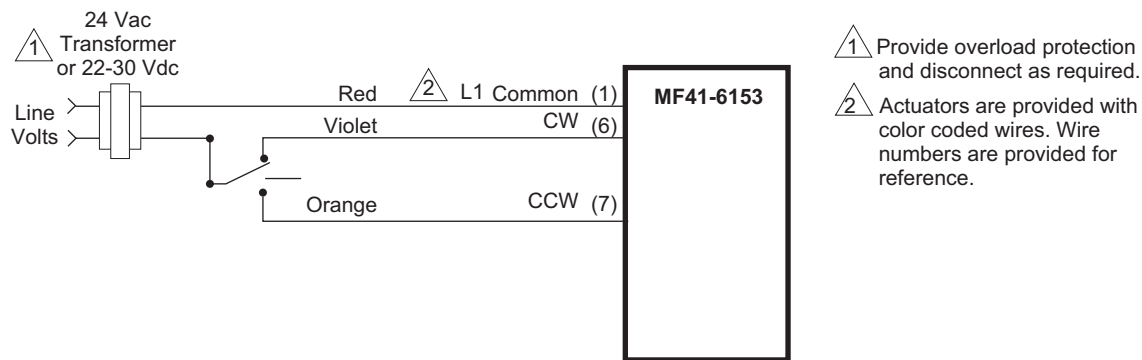 24 Vac
1 Transformer
or 22-30 Vdc
Line
Volts
Red 2 L1 Common (1)
Violet CW (6)
Orange CCW (7)
MF41-6153
1 Provide overload protection
and disconnect as required.
2 Actuators are provided with
color coded wires. Wire
numbers are provided for
reference.